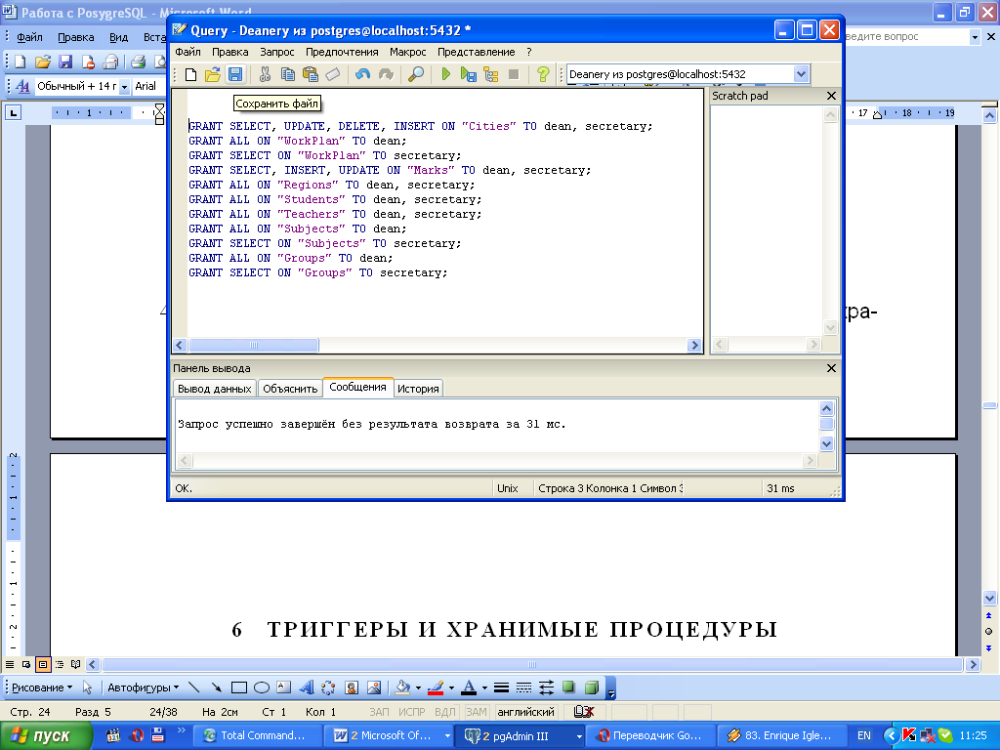 Работа с PosygreSQL - Microsoft Word
Файл Правка Вид Вста
ведите вопрос
Обычный + 14 г Arial
1
17 18 19
Query - Deanery из postgres@localhost:5432 *
Файл Правка Запрос Предпочтения Макрос Представление ?
Deanery из postgres@localhost:5432
Сохранить файл
Scratch pad
GRANT SELECT, UPDATE, DELETE, INSERT ON "Cities" TO dean, secretary;
GRANT ALL ON "WorkPlan" TO dean;
GRANT SELECT ON "WorkPlan" TO secretary;
GRANT SELECT, INSERT, UPDATE ON "Marks" TO dean, secretary;
GRANT ALL ON "Regions" TO dean, secretary;
GRANT ALL ON "Students" TO dean, secretary;
GRANT ALL ON "Teachers" TO dean, secretary;
GRANT ALL ON "Subjects" TO dean;
GRANT SELECT ON "Subjects" TO secretary;
GRANT ALL ON "Groups" TO dean;
GRANT SELECT ON "Groups" TO secretary;
кра-
Панель вывода
Вывод данных Объяснить Сообщения История
Запрос успешно завершён без результата возврата за 31 мс.
OK. Unix Строка 3 Колонка 1 Символ 31 ms
2
1
1
2
6 ТРИГГЕРЫ И ХРАНИМЫЕ ПРОЦЕДУРЫ
Рисование Автофигуры
Стр. 24 Разд 5 24/38 На 2см Ст 1 Кол 1 ЗАП ИСПР ВДЛ ЗАМ английский
пуск Total Command... 2 Microsoft Of... 2 pgAdmin III Переводчик Go... 83. Enrique Igle... EN 11:25